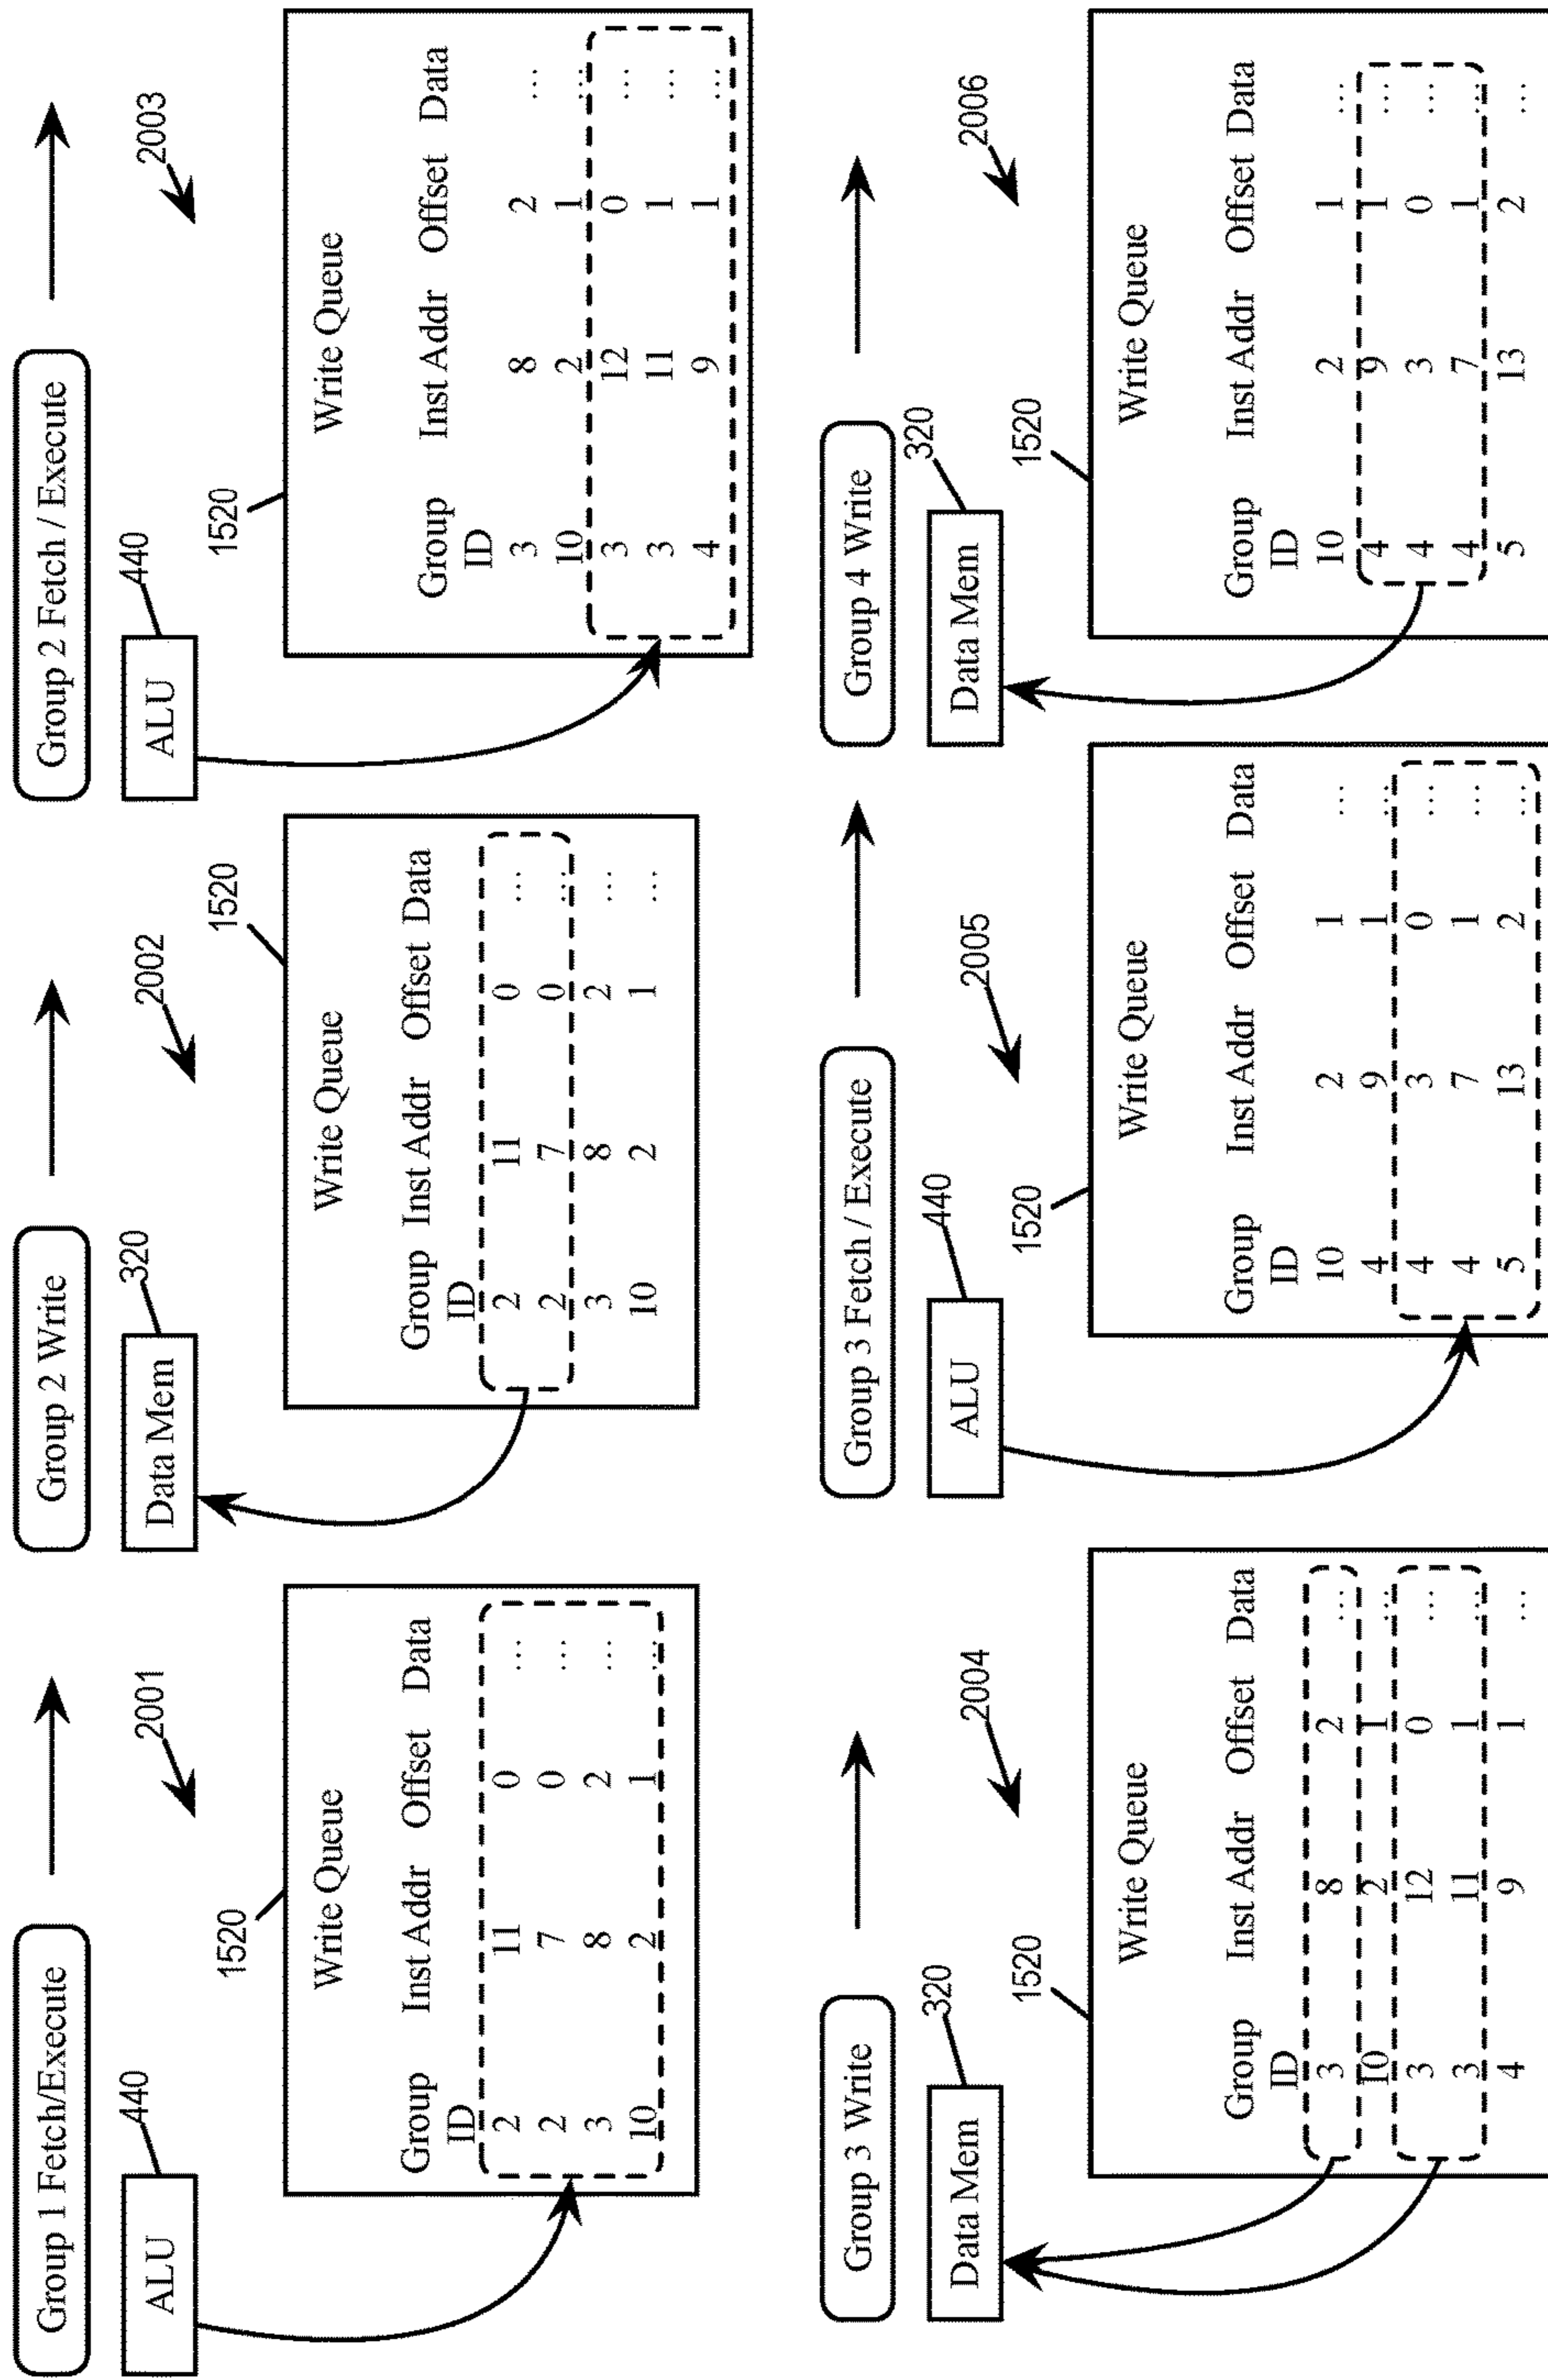 Group 1 Fetch/Execute
ALU
440
2001
1520
Write Queue
Group ID Inst Addr Offset Data
2 11 0 ...
2 7 0 ...
3 8 2 ...
10 2 1 ...
Group 2 Write
Data Mem
320
2002
1520
Write Queue
Group ID Inst Addr Offset Data
2 11 0 ...
2 7 0 ...
3 8 2 ...
10 2 1 ...
Group 2 Fetch / Execute
ALU
440
2003
1520
Write Queue
Group ID Inst Addr Offset Data
3 8 2 ...
10 2 1 ...
3 12 0 ...
3 11 1 ...
4 9 1 ...
Group 3 Write
Data Mem
320
2004
1520
Write Queue
Group ID Inst Addr Offset Data
3 8 2 ...
10 2 1 ...
3 12 0 ...
3 11 1 ...
4 9 1 ...
Group 3 Fetch / Execute
ALU
440
2005
1520
Write Queue
Group ID Inst Addr Offset Data
10 2 1 ...
4 9 1 ...
4 3 0 ...
4 7 1 ...
5 13 2 ...
Group 4 Write
Data Mem
320
2006
1520
Write Queue
Group ID Inst Addr Offset Data
10 2 1 ...
4 9 1 ...
4 3 0 ...
4 7 1 ...
5 13 2 ...